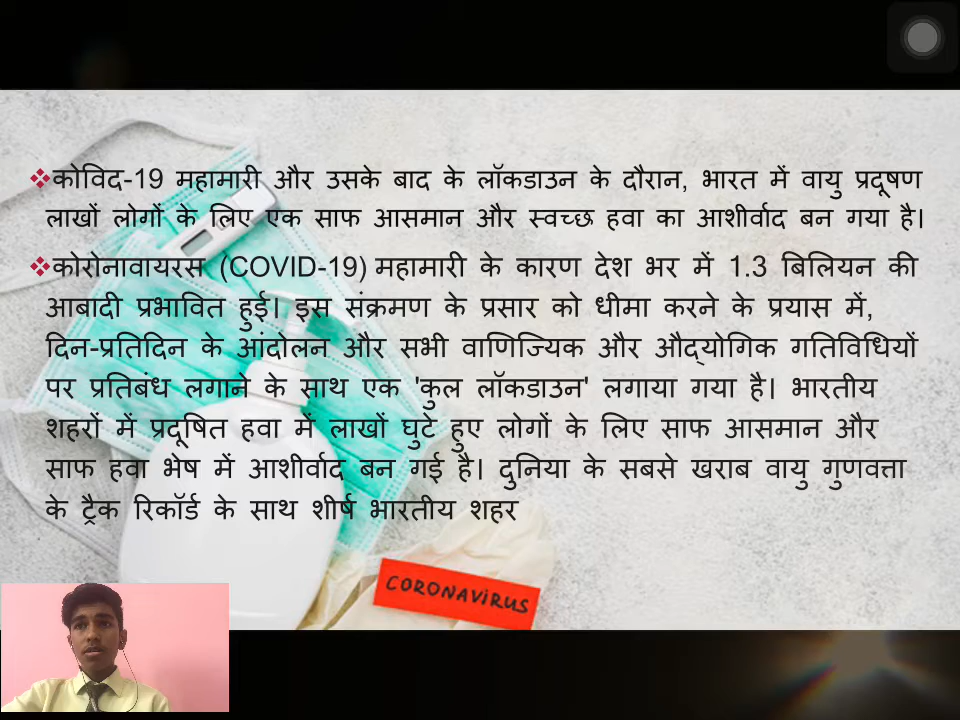 ❖कोविद-19 महामारी और उसके बाद के लॉकडाउन के दौरान, भारत में वायु प्रदूषण
लाखों लोगों के लिए एक साफ आसमान और स्वच्छ हवा का आशीर्वाद बन गया है।
❖कोरोनावायरस (COVID-19) महामारी के कारण देश भर में 1.3 बिलियन की
आबादी प्रभावित हुई। इस संक्रमण के प्रसार को धीमा करने के प्रयास में,
दिन-प्रतिदिन के आंदोलन और सभी वाणिज्यिक और औद्योगिक गतिविधियों
पर प्रतिबंध लगाने के साथ एक 'कुल लॉकडाउन' लगाया गया है। भारतीय
शहरों में प्रदूषित हवा में लाखों घुटे हुए लोगों के लिए साफ आसमान और
साफ हवा भेष में आशीर्वाद बन गई है। दुनिया के सबसे खराब वायु गुणवत्ता
के ट्रैक रिकॉर्ड के साथ शीर्ष भारतीय शहर
CORONAVIRUS